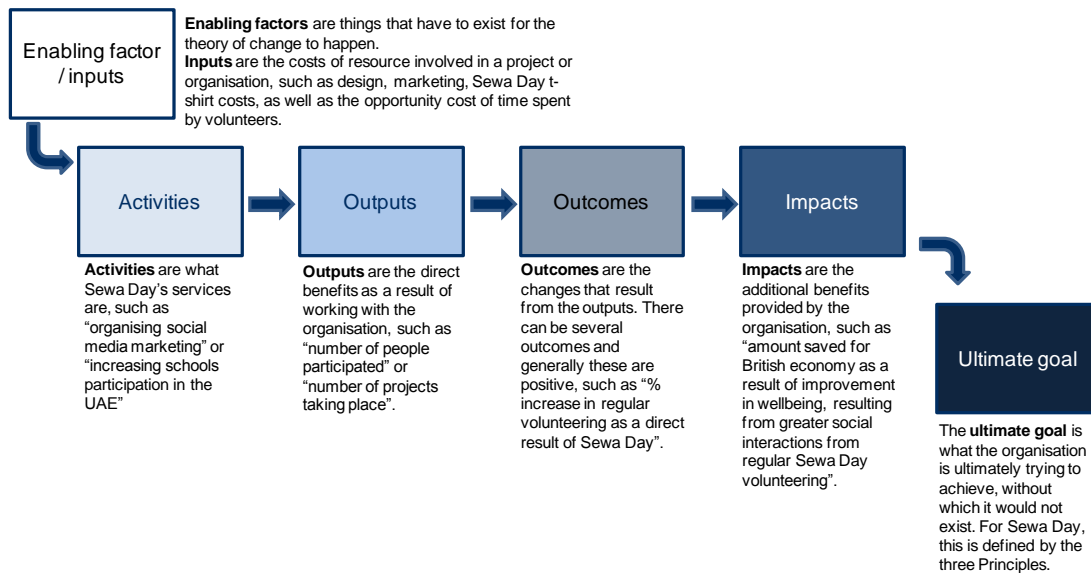 Enabling factor
/ inputs
Enabling factors are things that have to exist for the
theory of change to happen.
Inputs are the costs of resource involved in a project or
organisation, such as design, marketing, Sewa Day t-
shirt costs, as well as the opportunity cost of time spent
by volunteers.
Activities
Outputs
Outcomes
Impacts
Activities are what
Sewa Day’s services
are, such as
“organising social
media marketing” or
“increasing schools
participation in the
UAE”
Outputs are the direct
benefits as a result of
working with the
organisation, such as
“number of people
participated” or
“number of projects
taking place”.
Outcomes are the
changes that result
from the outputs. There
can be several
outcomes and
generally these are
positive, such as “%
increase in regular
volunteering as a direct
result of Sewa Day”.
Impacts are the
additional benefits
provided by the
organisation, such as
“amount saved for
British economy as a
result of improvement
in wellbeing, resulting
from greater social
interactions from
regular Sewa Day
volunteering”.
Ultimate goal
The ultimate goal is
what the organisation
is ultimately trying to
achieve, without
which it would not
exist. For Sewa Day,
this is defined by the
three Principles.